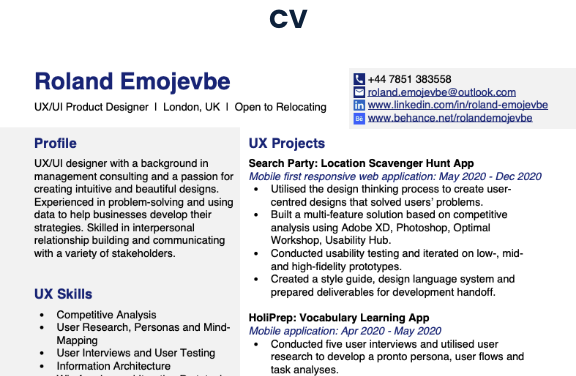 CV
Roland Emojevbe
UX/UI Product Designer I London, UK I Open to Relocating
+44 7851 383558
roland.emojevbe@outlook.com
www.linkedin.com/in/roland-emojevbe
www.behance.net/rolandemojevbe
Profile
UX/UI designer with a background in
management consulting and a passion for
creating intuitive and beautiful designs.
Experienced in problem-solving and using
data to help businesses develop their
strategies. Skilled in interpersonal
relationship building and communicating
with a variety of stakeholders.
UX Skills
• Competitive Analysis
• User Research, Personas and Mind-
Mapping
• User Interviews and User Testing
• Information Architecture
UX Projects
Search Party: Location Scavenger Hunt App
Mobile first responsive web application: May 2020 - Dec 2020
• Utilised the design thinking process to create user-
centred designs that solved users' problems.
• Built a multi-feature solution based on competitive
analysis using Adobe XD, Photoshop, Optimal
Workshop, Usability Hub.
• Conducted usability testing and iterated on low-, mid-
and high-fidelity prototypes.
• Created a style guide, design language system and
prepared deliverables for development handoff.
HoliPrep: Vocabulary Learning App
Mobile application: Apr 2020 - May 2020
• Conducted five user interviews and utilised user
research to develop a pronto persona, user flows and
task analyses.